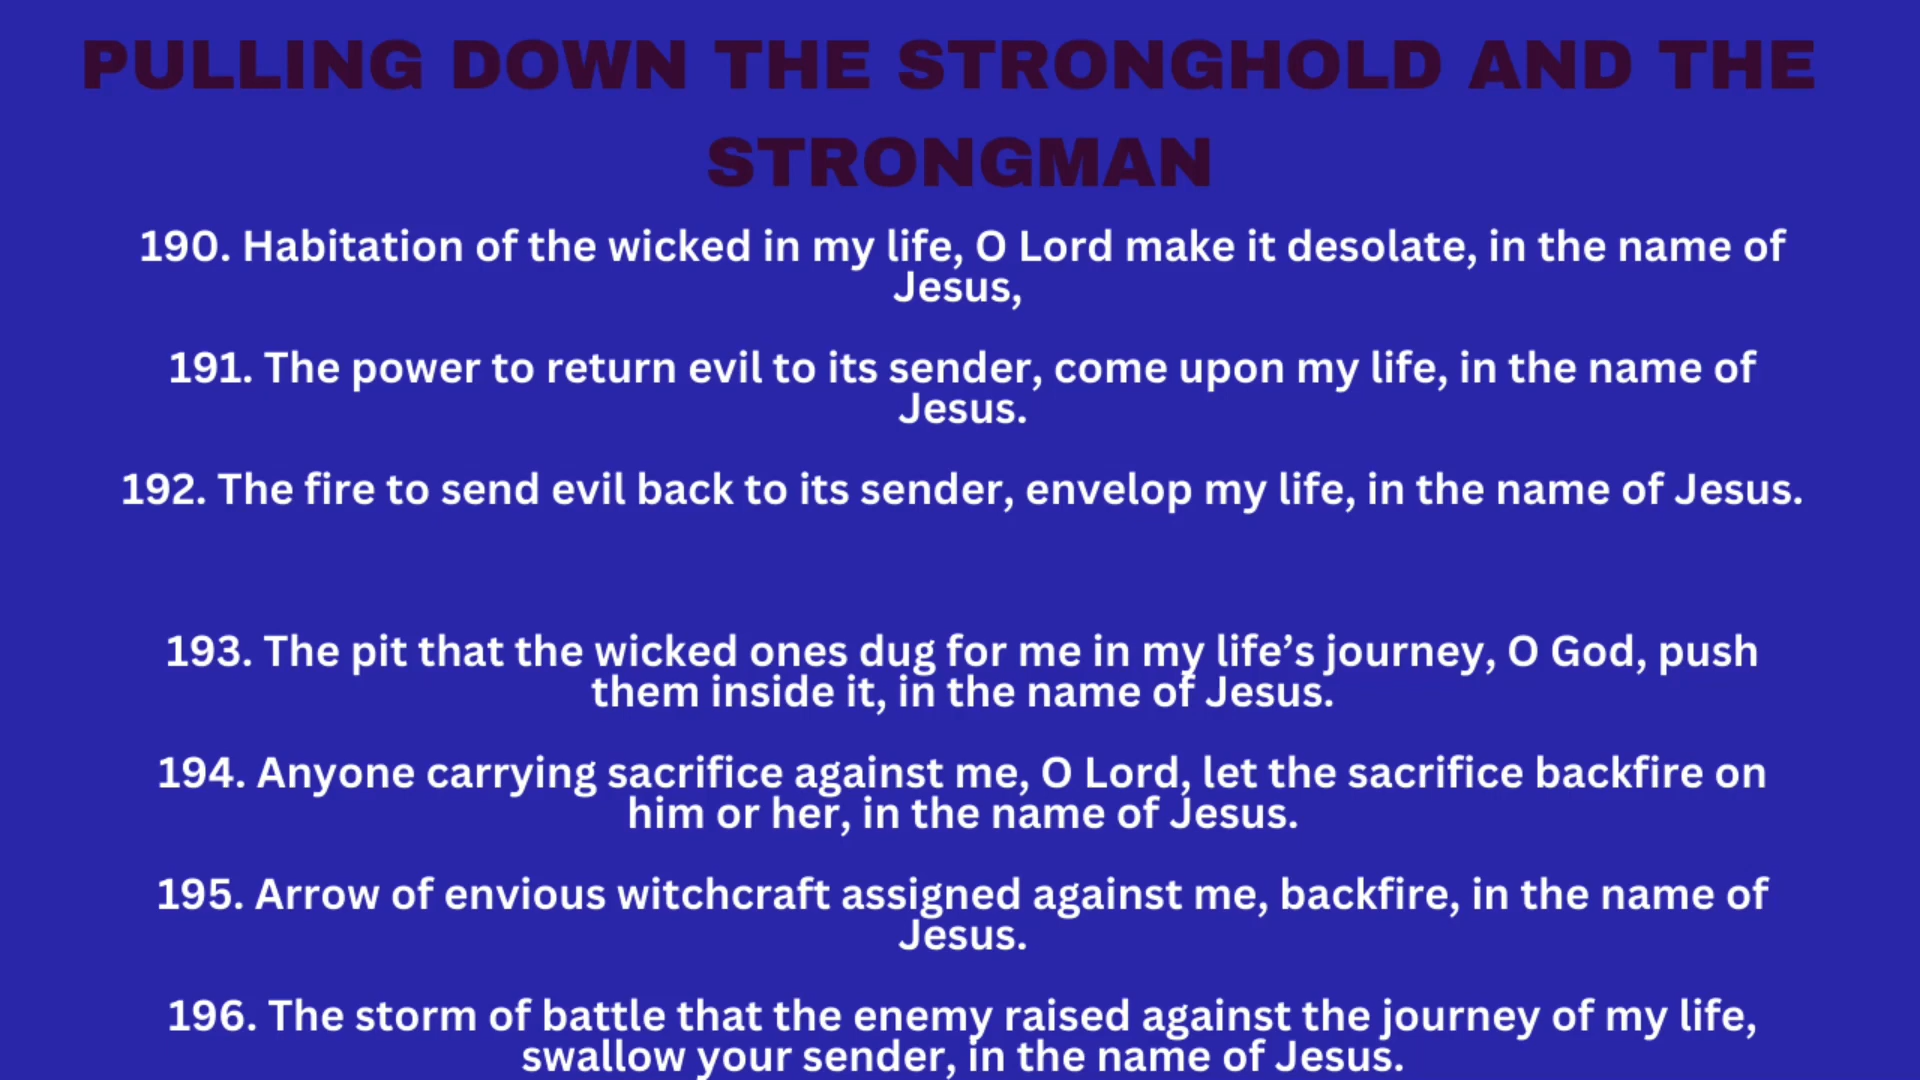 PULLING DOWN THE STRONGHOLD AND THE
STRONGMAN
190. Habitation of the wicked in my life, O Lord make it desolate, in the name of
Jesus,
191. The power to return evil to its sender, come upon my life, in the name of
Jesus.
192. The fire to send evil back to its sender, envelop my life, in the name of Jesus.
193. The pit that the wicked ones dug for me in my life’s journey, O God, push
them inside it, in the name of Jesus.
194. Anyone carrying sacrifice against me, O Lord, let the sacrifice backfire on
him or her, in the name of Jesus.
195. Arrow of envious witchcraft assigned against me, backfire, in the name of
Jesus.
196. The storm of battle that the enemy raised against the journey of my life,
swallow your sender, in the name of Jesus.